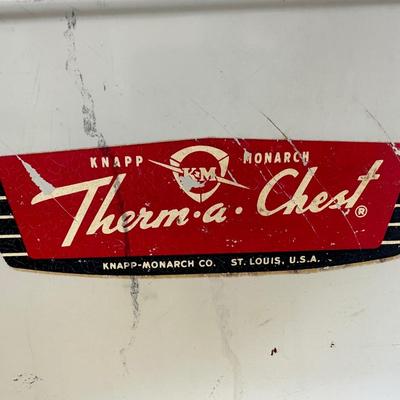 KNAPP MONARCH
K·M
Therm·a·Chest®
KNAPP-MONARCH CO. ST. LOUIS, U.S.A.